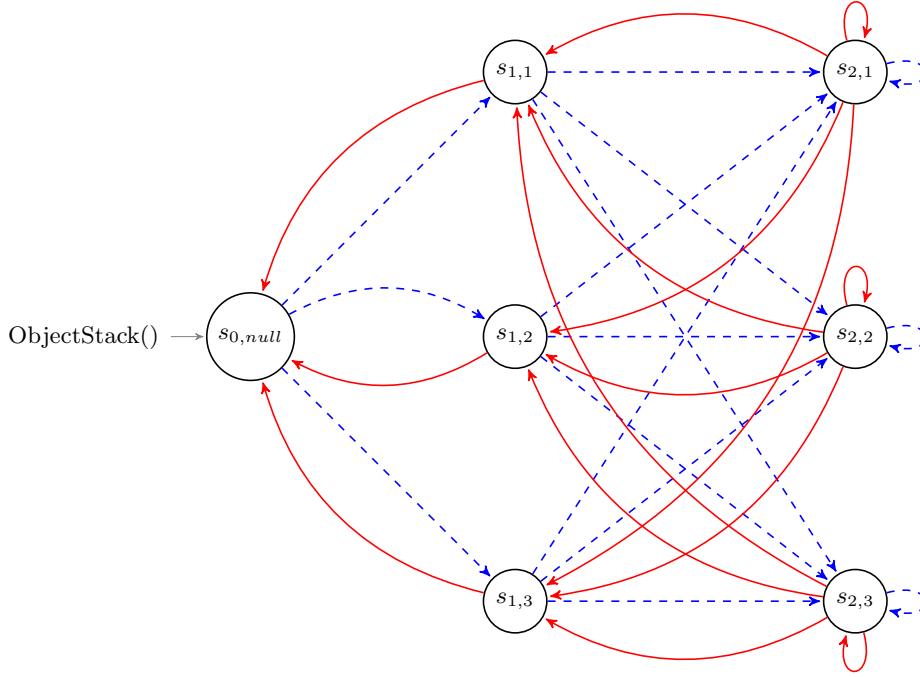 s1,1
s2,1
ObjectStack()
s0,null
s1,2
s2,2
s1,3
s2,3